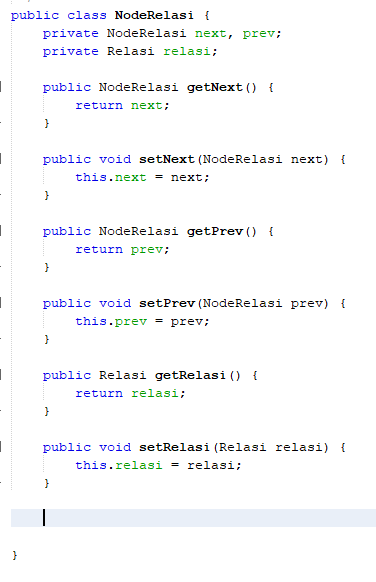 public class NodeRelasi {
    private NodeRelasi next, prev;
    private Relasi relasi;
    public NodeRelasi getNext() {
        return next;
    }
    public void setNext(NodeRelasi next) {
        this.next = next;
    }
    public NodeRelasi getPrev() {
        return prev;
    }
    public void setPrev(NodeRelasi prev) {
        this.prev = prev;
    }
    public Relasi getRelasi() {
        return relasi;
    }
    public void setRelasi(Relasi relasi) {
        this.relasi = relasi;
    }
}